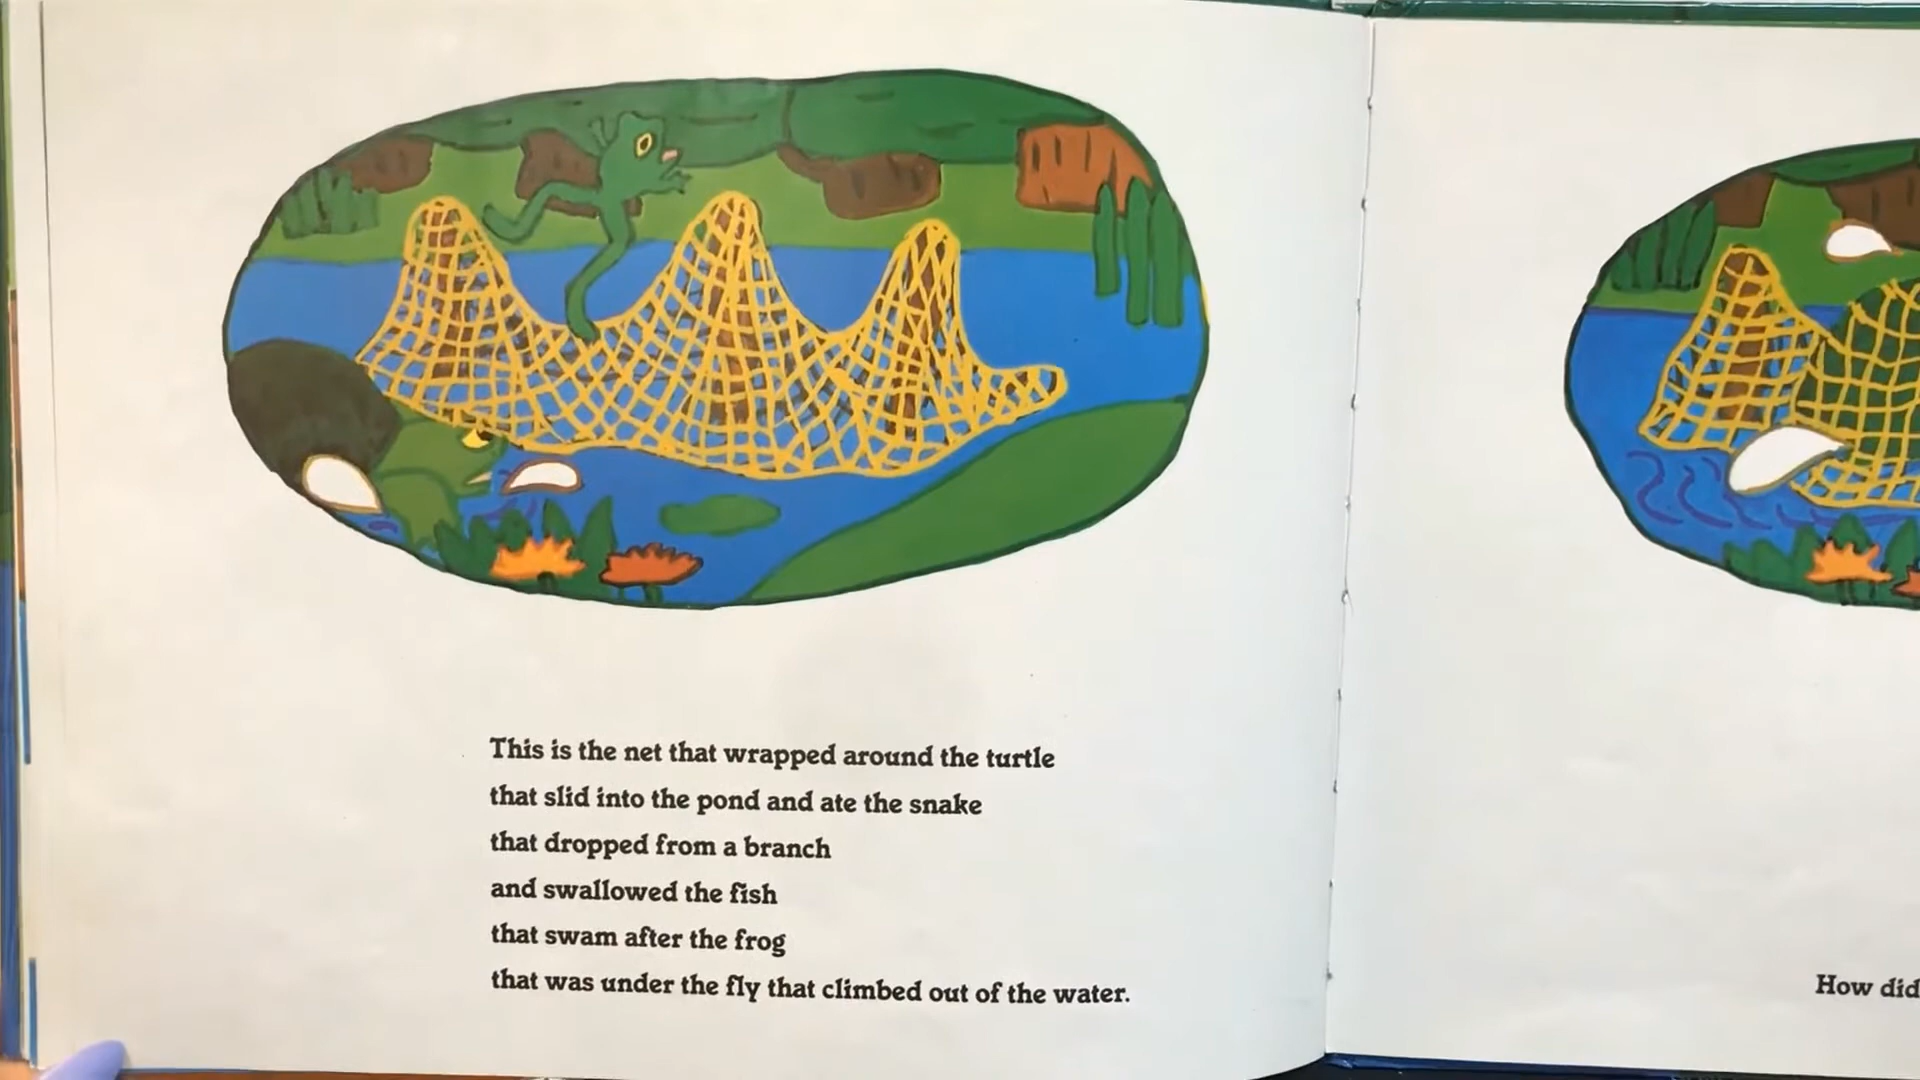 This is the net that wrapped around the turtle
that slid into the pond and ate the snake
that dropped from a branch
and swallowed the fish
that swam after the frog
that was under the fly that climbed out of the water.
How did